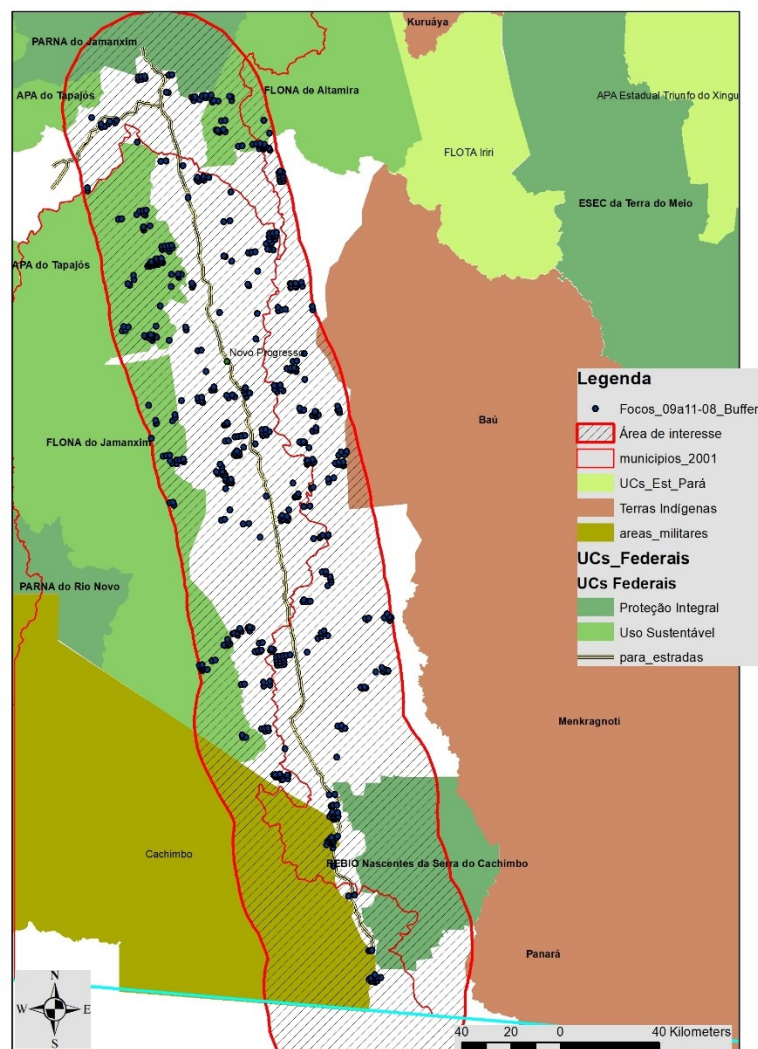 Kuruáya
PARNA do Jamanxim
APA do Tapajós
FLONA de Altamira
APA Estadual Triunfo do Xingu
FLOTA Iriri
ESEC da Terra do Meio
APA do Tapajós
Novo Progresso
Baú
FLONA do Jamanxim
PARNA do Rio Novo
Menkragnoti
Cachimbo
REBIO Nascentes da Serra do Cachimbo
Panará
Legenda
Focos_09a11-08_Buffer
Área de interesse
municipios_2001
UCs_Est_Pará
Terras Indígenas
areas_militares
UCs_Federais
UCs Federais
Proteção Integral
Uso Sustentável
para_estradas
N
W E
S
40 20 0 40 Kilometers